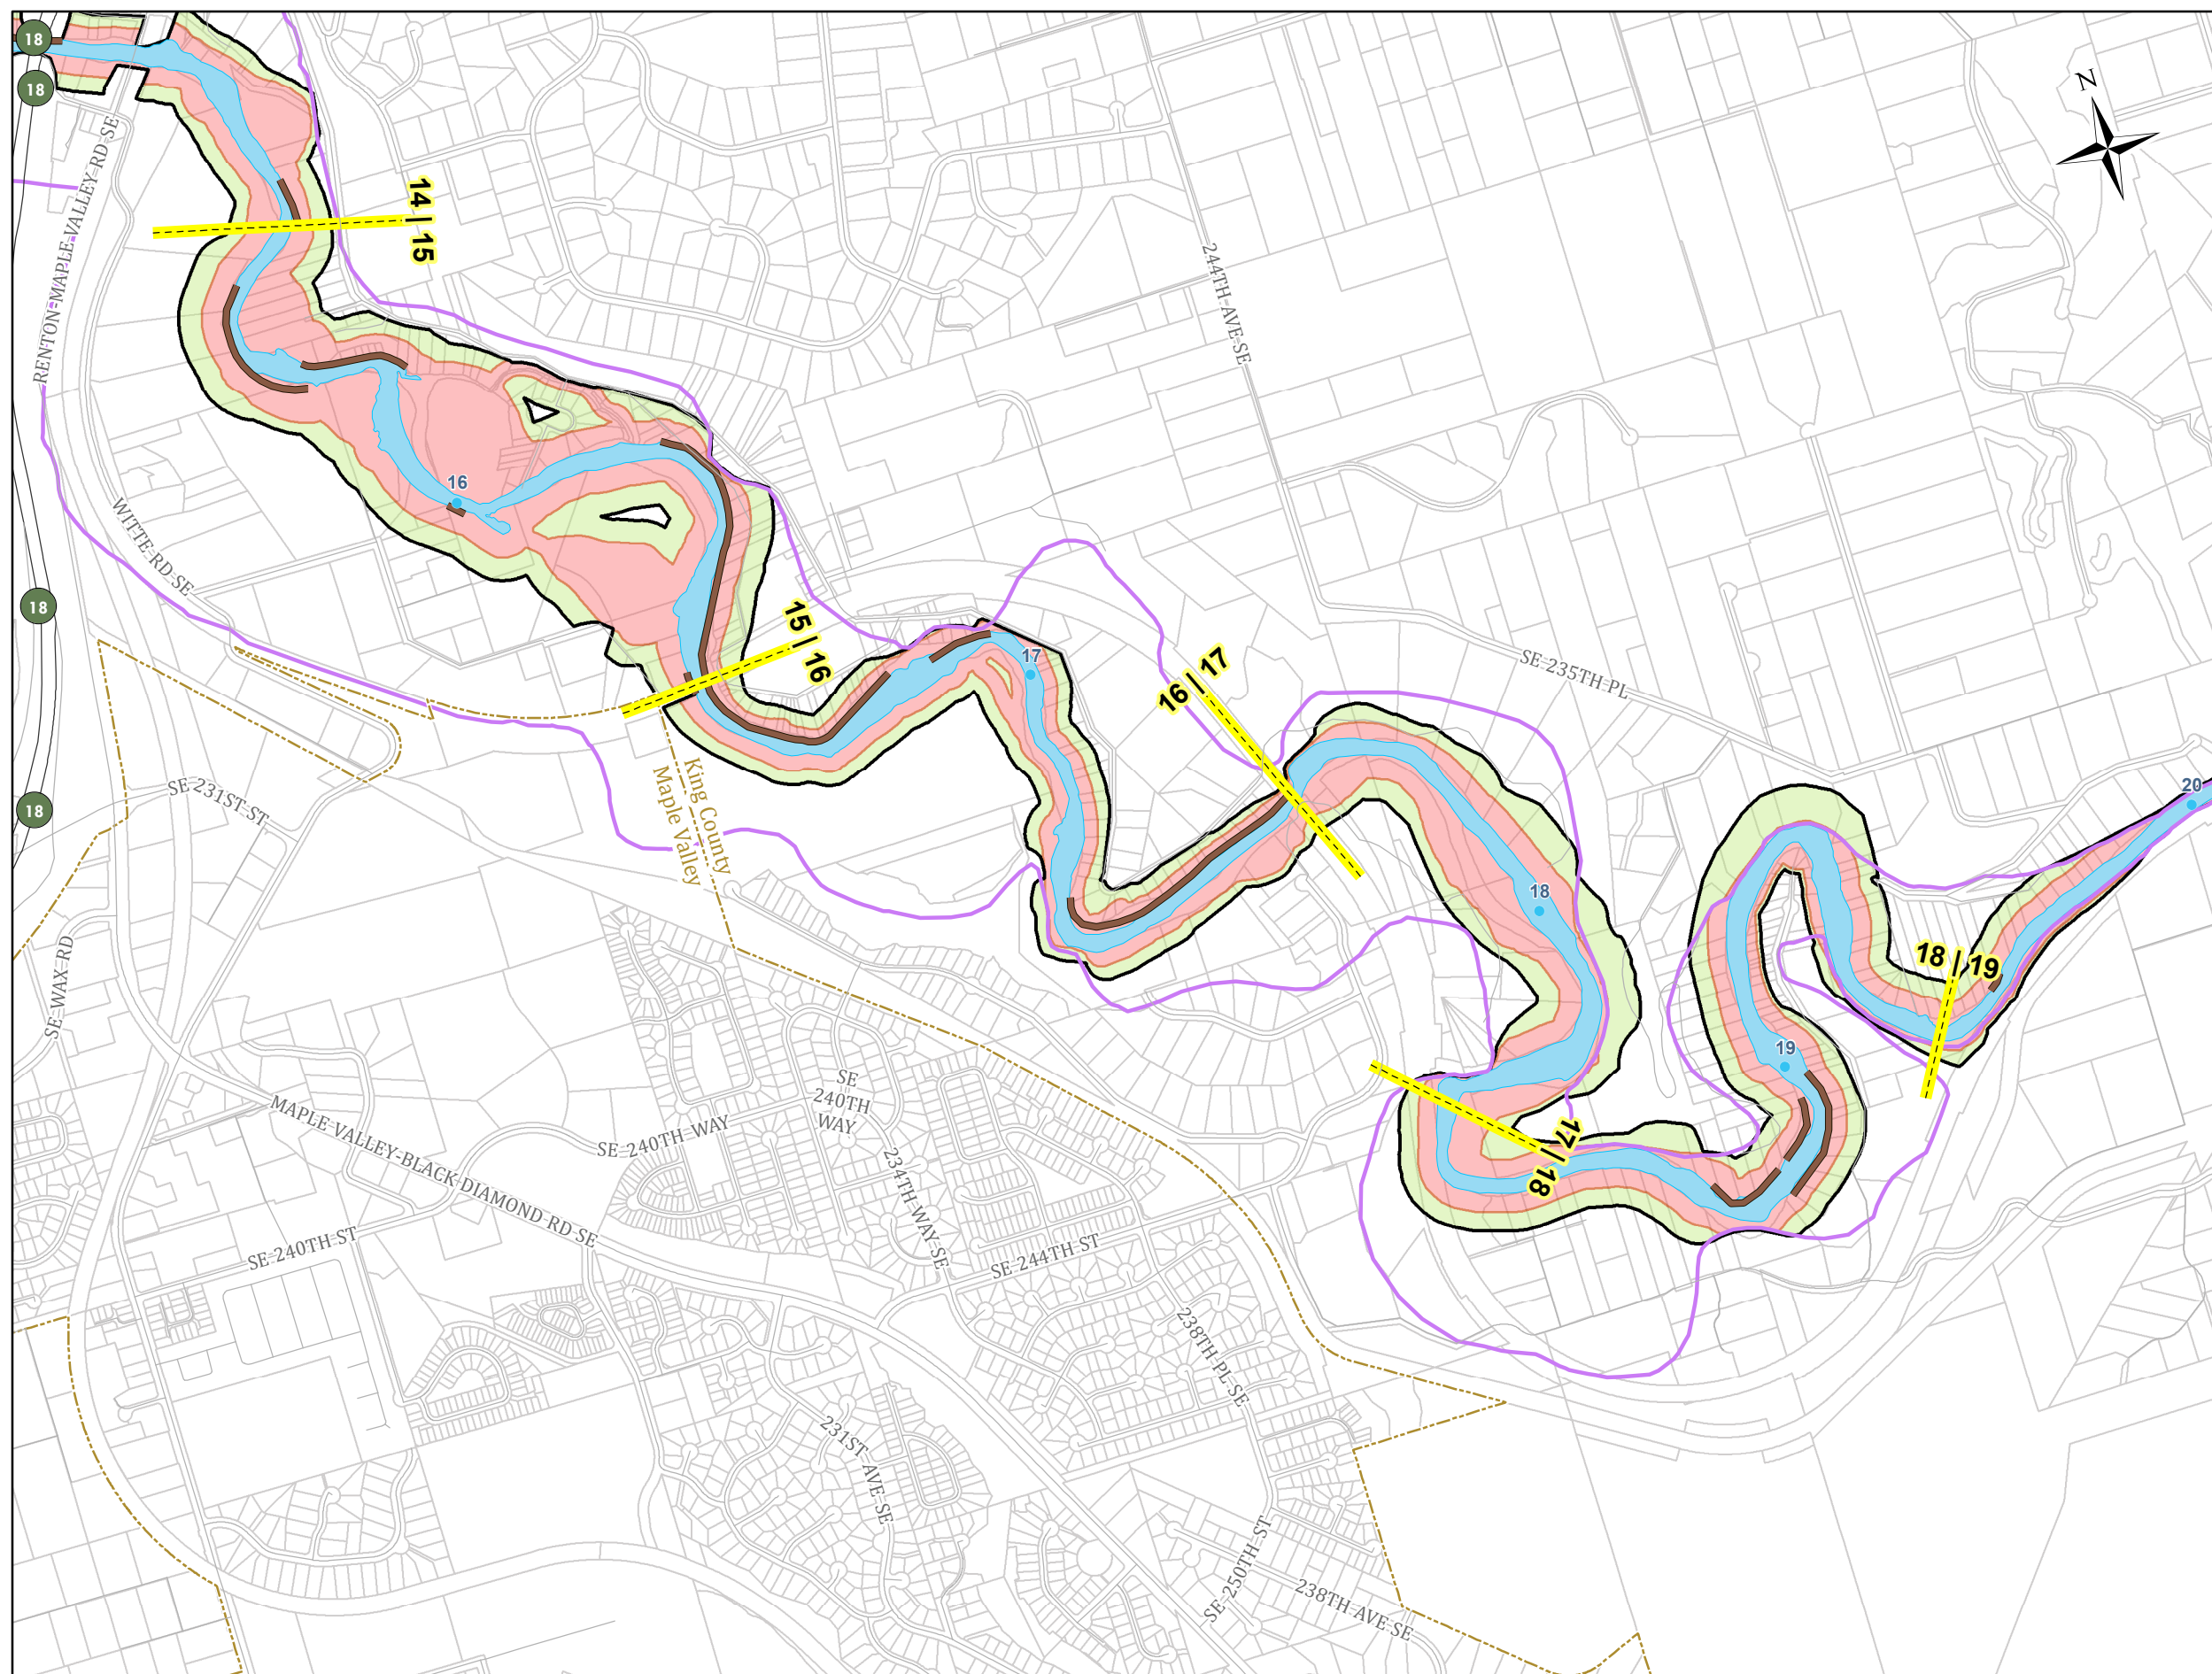 18
18
N
RENTON-MAPLE VALLEY RD SE
14 | 15
244TH AVE SE
16
WITTE RD SE
18
15 | 16
17
16 | 17
SE 235TH PL
20
SE 231ST ST
King County
Maple Valley
18
18
SE WAX RD
18 | 19
19
SE
240TH
WAY
MAPLE VALLEY-BLACK DIAMOND RD SE
SE 240TH WAY
17 | 18
234TH WAY SE
SE 240TH ST
SE 244TH ST
238TH PL SE
231ST AVE SE
SE 250TH ST
238TH AVE SE